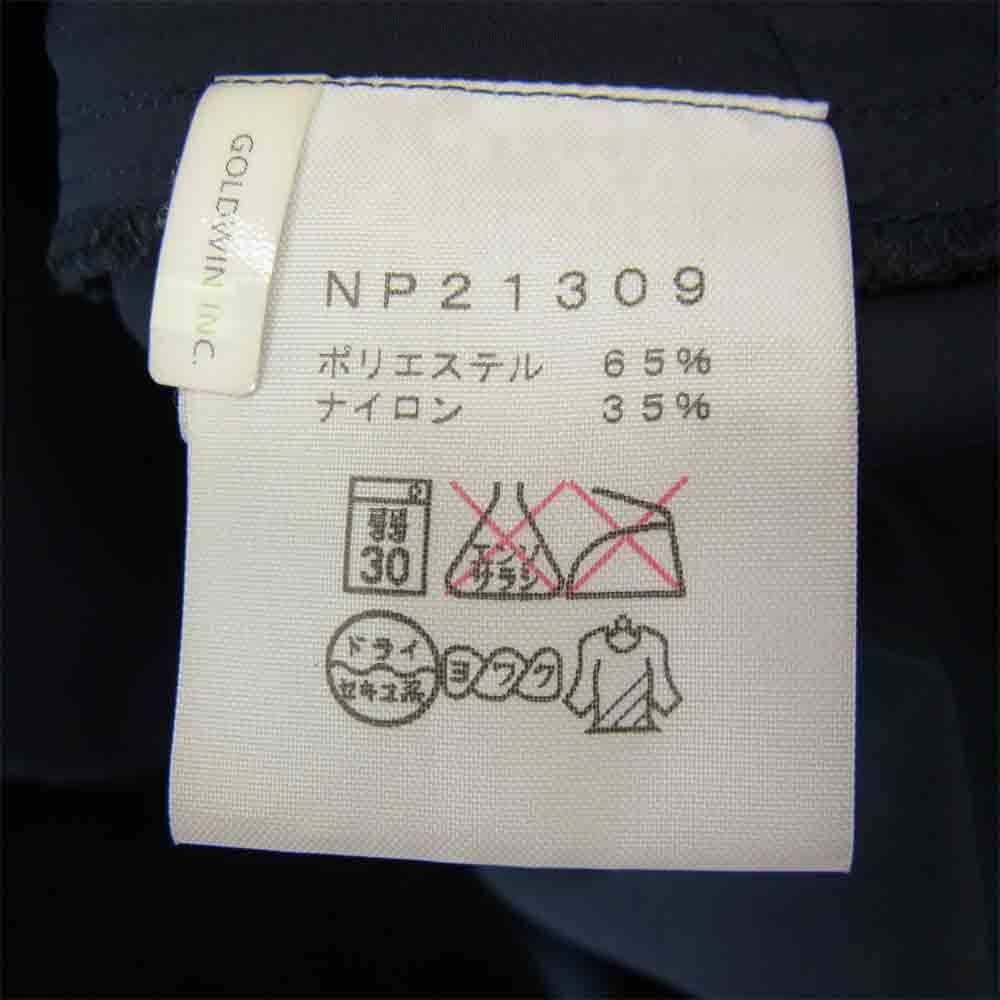 GOLDWIN INC.
NP21309
ポリエステル 65%
ナイロン 35%
弱
30
エンソ
サラシ
ドライ
セキユ系
ヨワク